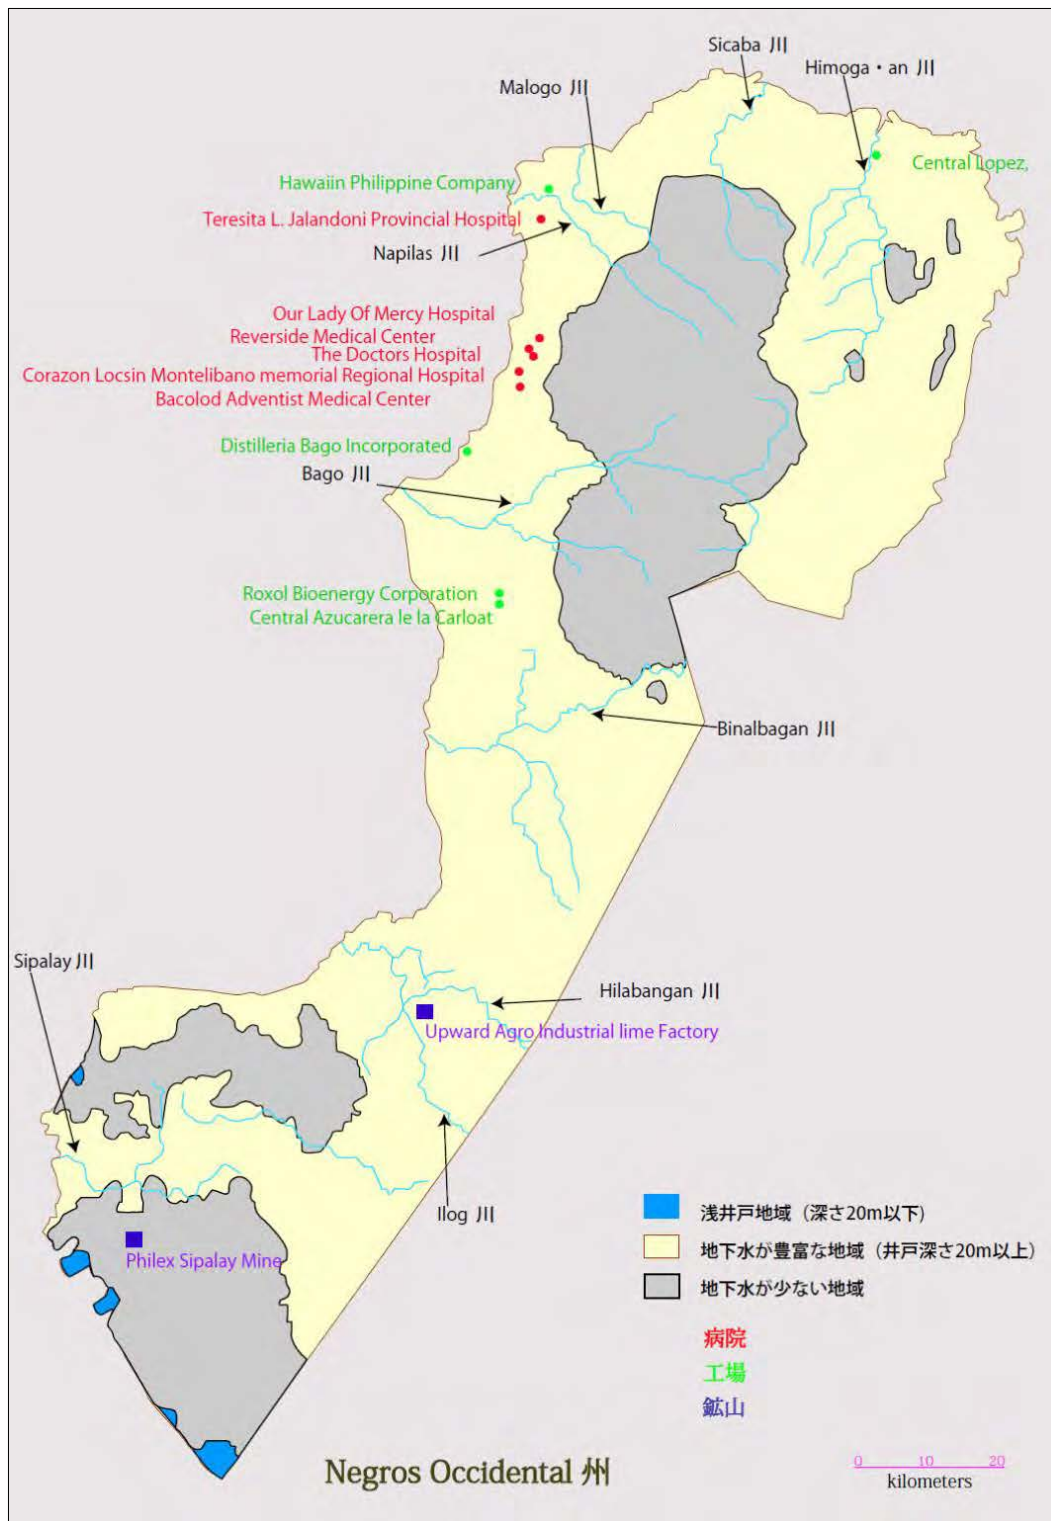 Sicaba 川
Himoga・an 川
Malogo 川
Central Lopez,
Hawaiin Philippine Company
Teresita L. Jalandoni Provincial Hospital
Napilas 川
Our Lady Of Mercy Hospital
Reverside Medical Center
The Doctors Hospital
Corazon Locsin Montelibano memorial Regional Hospital
Bacolod Adventist Medical Center
Distilleria Bago Incorporated
Bago 川
Roxol Bioenergy Corporation
Central Azucarera le la Carloat
Binalbagan 川
Sipalay 川
Hilabangan 川
Upward Agro Industrial lime Factory
Ilog 川
Philex Sipalay Mine
浅井戸地域（深さ20m以下)
地下水が豊富な地域（井戸深さ20m以上）
地下水が少ない地域
病院
工場
鉱山
Negros Occidental 州
0 10 20
kilometers